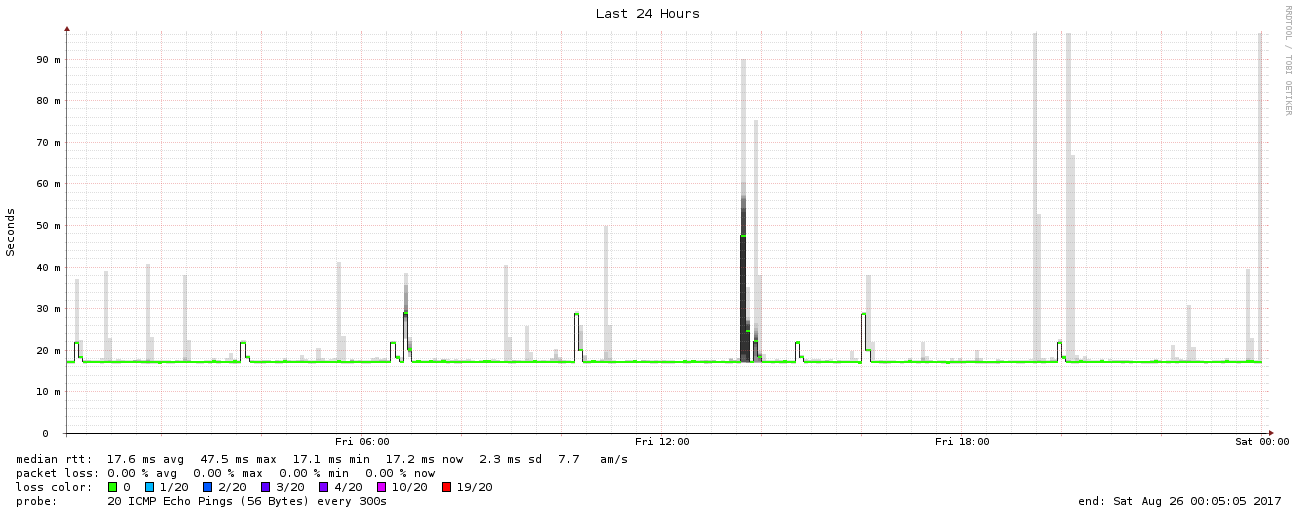 Last 24 Hours
RRDTOOL / TOBI OETIKER
Seconds
90 m
80 m
70 m
60 m
50 m
40 m
30 m
20 m
10 m
0
Fri 06:00 Fri 12:00 Fri 18:00 Sat 00:00
median rtt: 17.6 ms avg 47.5 ms max 17.1 ms min 17.2 ms now 2.3 ms sd 7.7 am/s
packet loss: 0.00 % avg 0.00 % max 0.00 % min 0.00 % now
loss color: 0 1/20 2/20 3/20 4/20 10/20 19/20
probe: 20 ICMP Echo Pings (56 Bytes) every 300s end: Sat Aug 26 00:05:05 2017